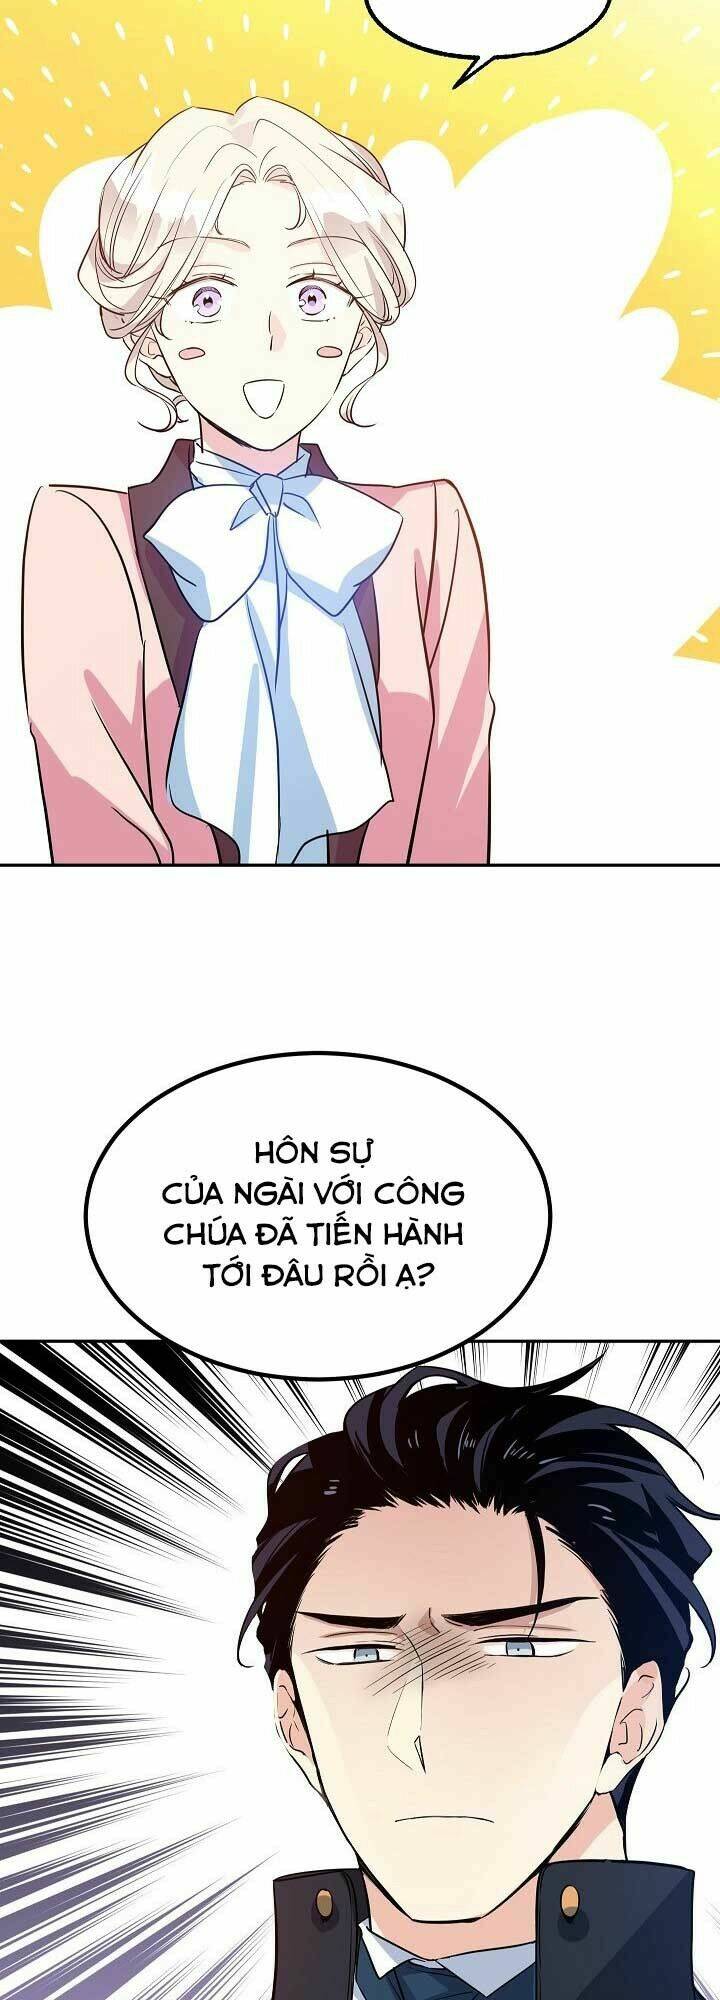 HÔN SỰ
CỦA NGÀI VỚI CÔNG
CHÚA ĐÃ TIẾN HÀNH
TỚI ĐÂU RỒI Ạ?